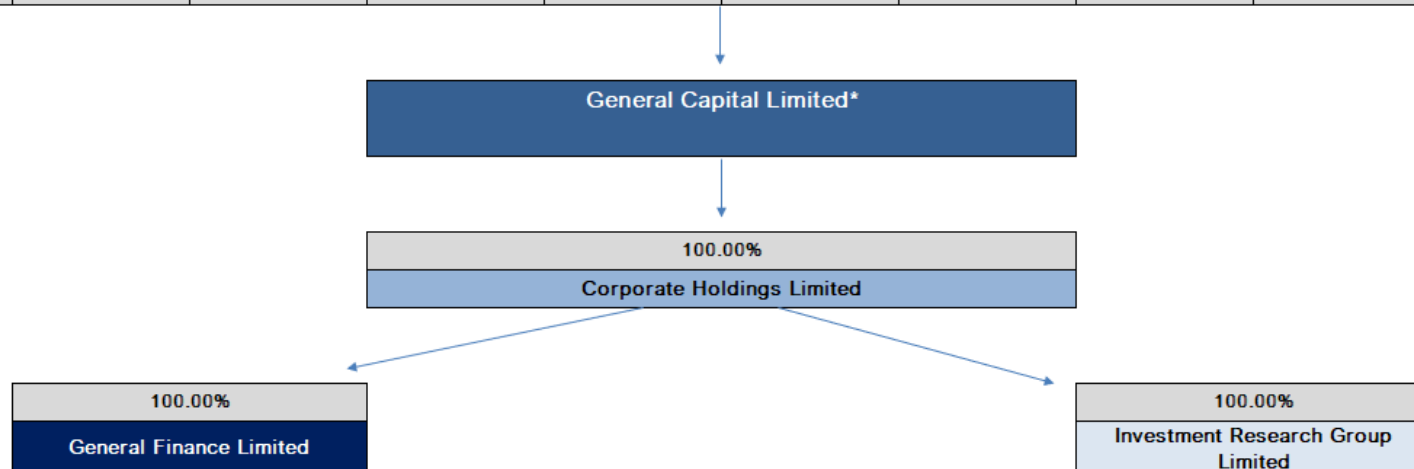 General Capital Limited*
100.00%
Corporate Holdings Limited
100.00%
General Finance Limited
100.00%
Investment Research Group
Limited